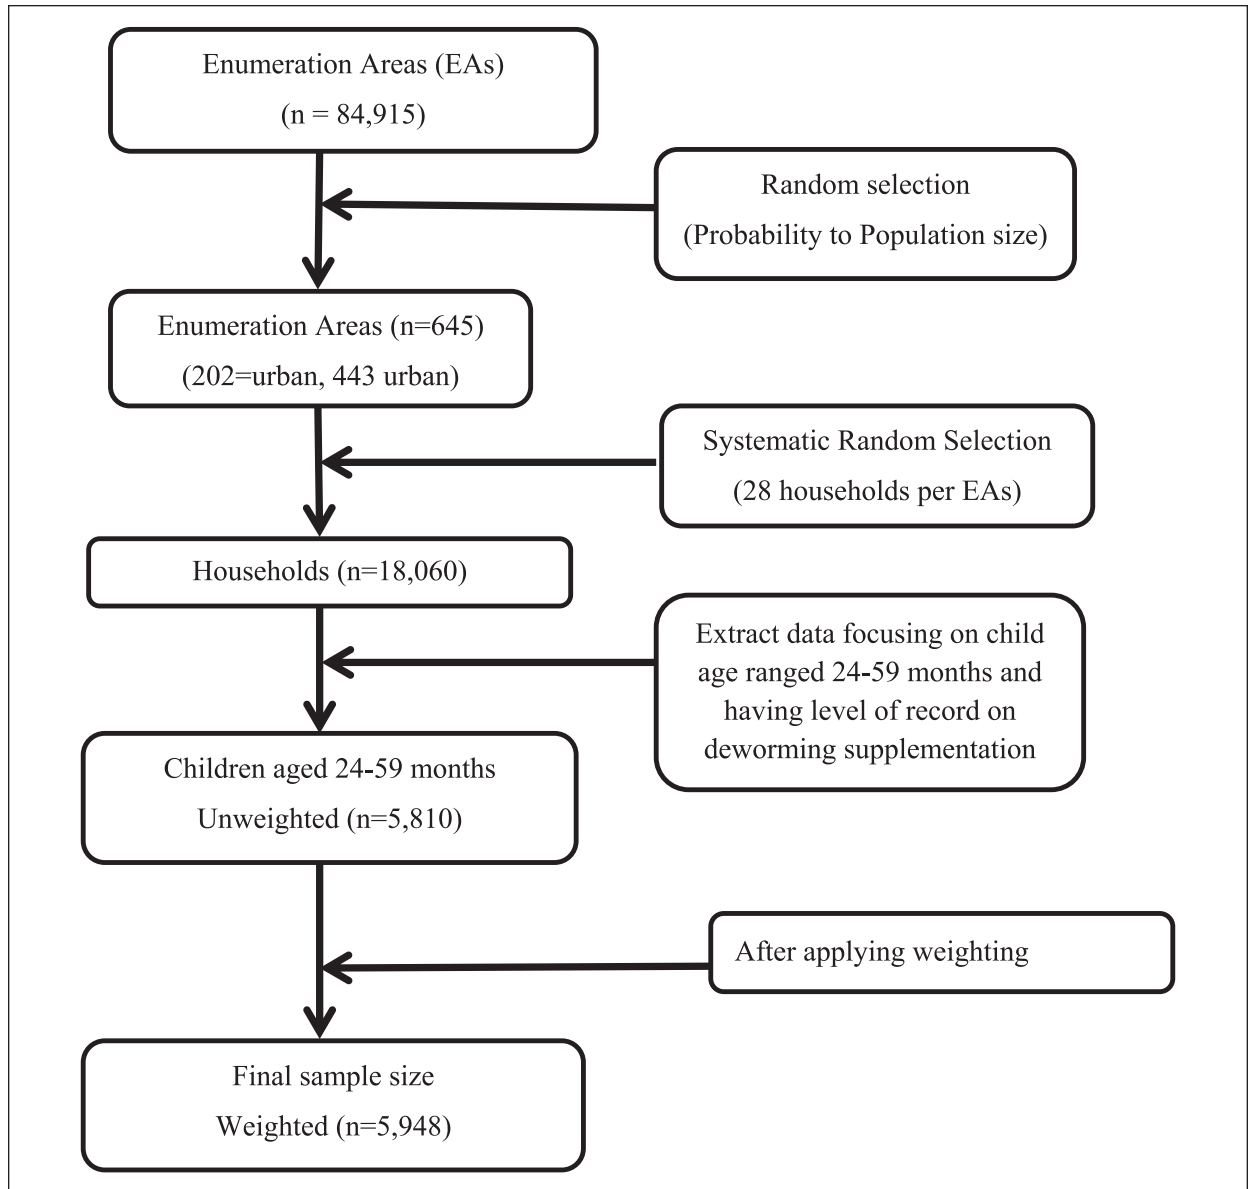 Enumeration Areas (EAs)
(n = 84,915)
Random selection
(Probability to Population size)
Enumeration Areas (n=645)
(202=urban, 443 urban)
Systematic Random Selection
(28 households per EAs)
Households (n=18,060)
Extract data focusing on child
age ranged 24-59 months and
having level of record on
deworming supplementation
Children aged 24-59 months
Unweighted (n=5,810)
After applying weighting
Final sample size
Weighted (n=5,948)